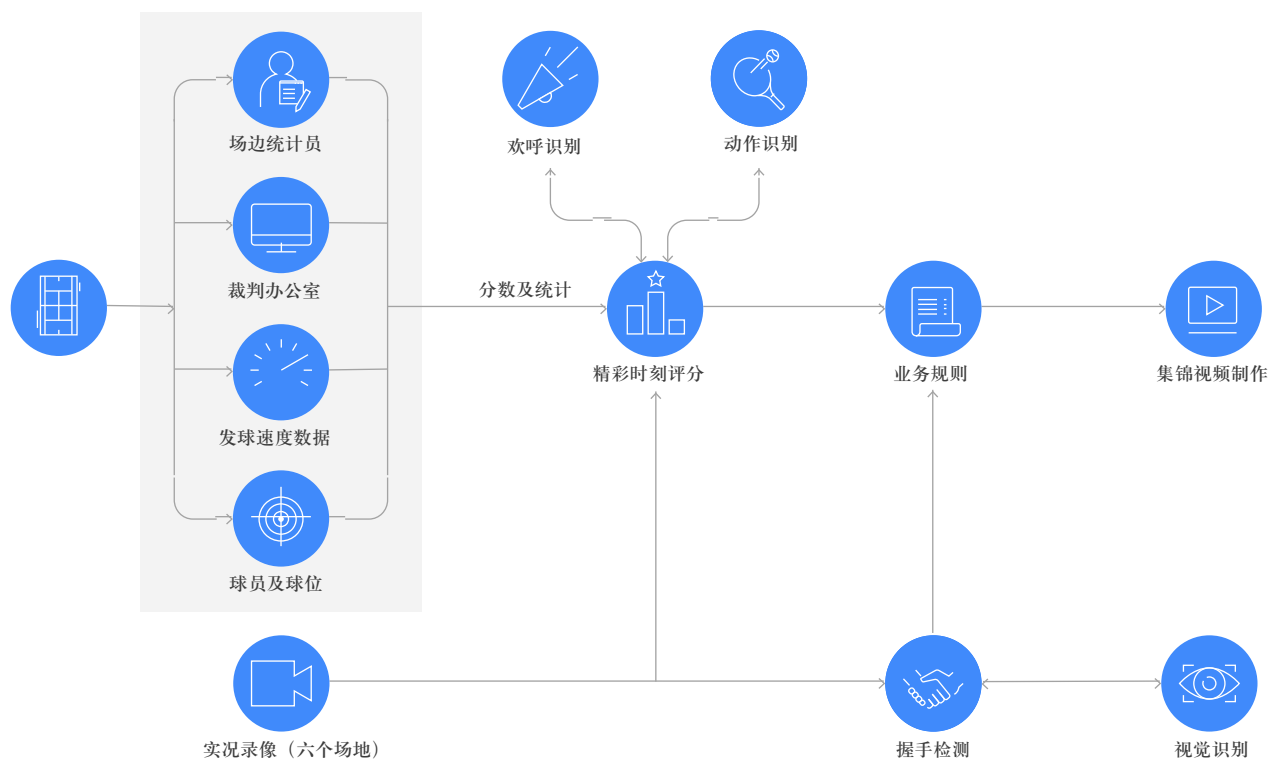 场边统计员
欢呼识别
动作识别
裁判办公室
分数及统计
精彩时刻评分
业务规则
集锦视频制作
发球速度数据
球员及球位
实况录像（六个场地）
握手检测
视觉识别